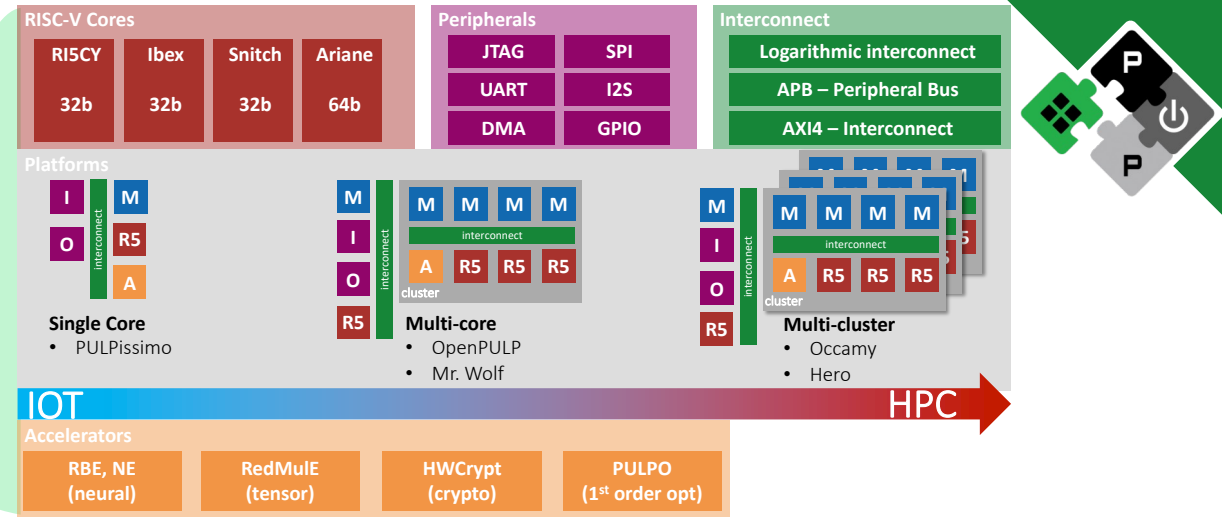 RISC-V Cores
RI5CY
32b
Ibex
32b
Snitch
32b
Ariane
64b
Peripherals
JTAG
SPI
UART
I2S
DMA
GPIO
Interconnect
Logarithmic interconnect
APB – Peripheral Bus
AXI4 – Interconnect
P
P
Platforms
I
O
interconnect
M
R5
A
Single Core
• PULPissimo
M
I
O
R5
interconnect
M M M M
interconnect
A R5 R5 R5
cluster
Multi-core
• OpenPULP
• Mr. Wolf
M
I
O
R5
interconnect
M M M M
interconnect
A R5 R5 R5
cluster
M
5
Multi-cluster
• Occamy
• Hero
IOT
HPC
Accelerators
RBE, NE
(neural)
RedMulE
(tensor)
HWCrypt
(crypto)
PULPO
(1st order opt)